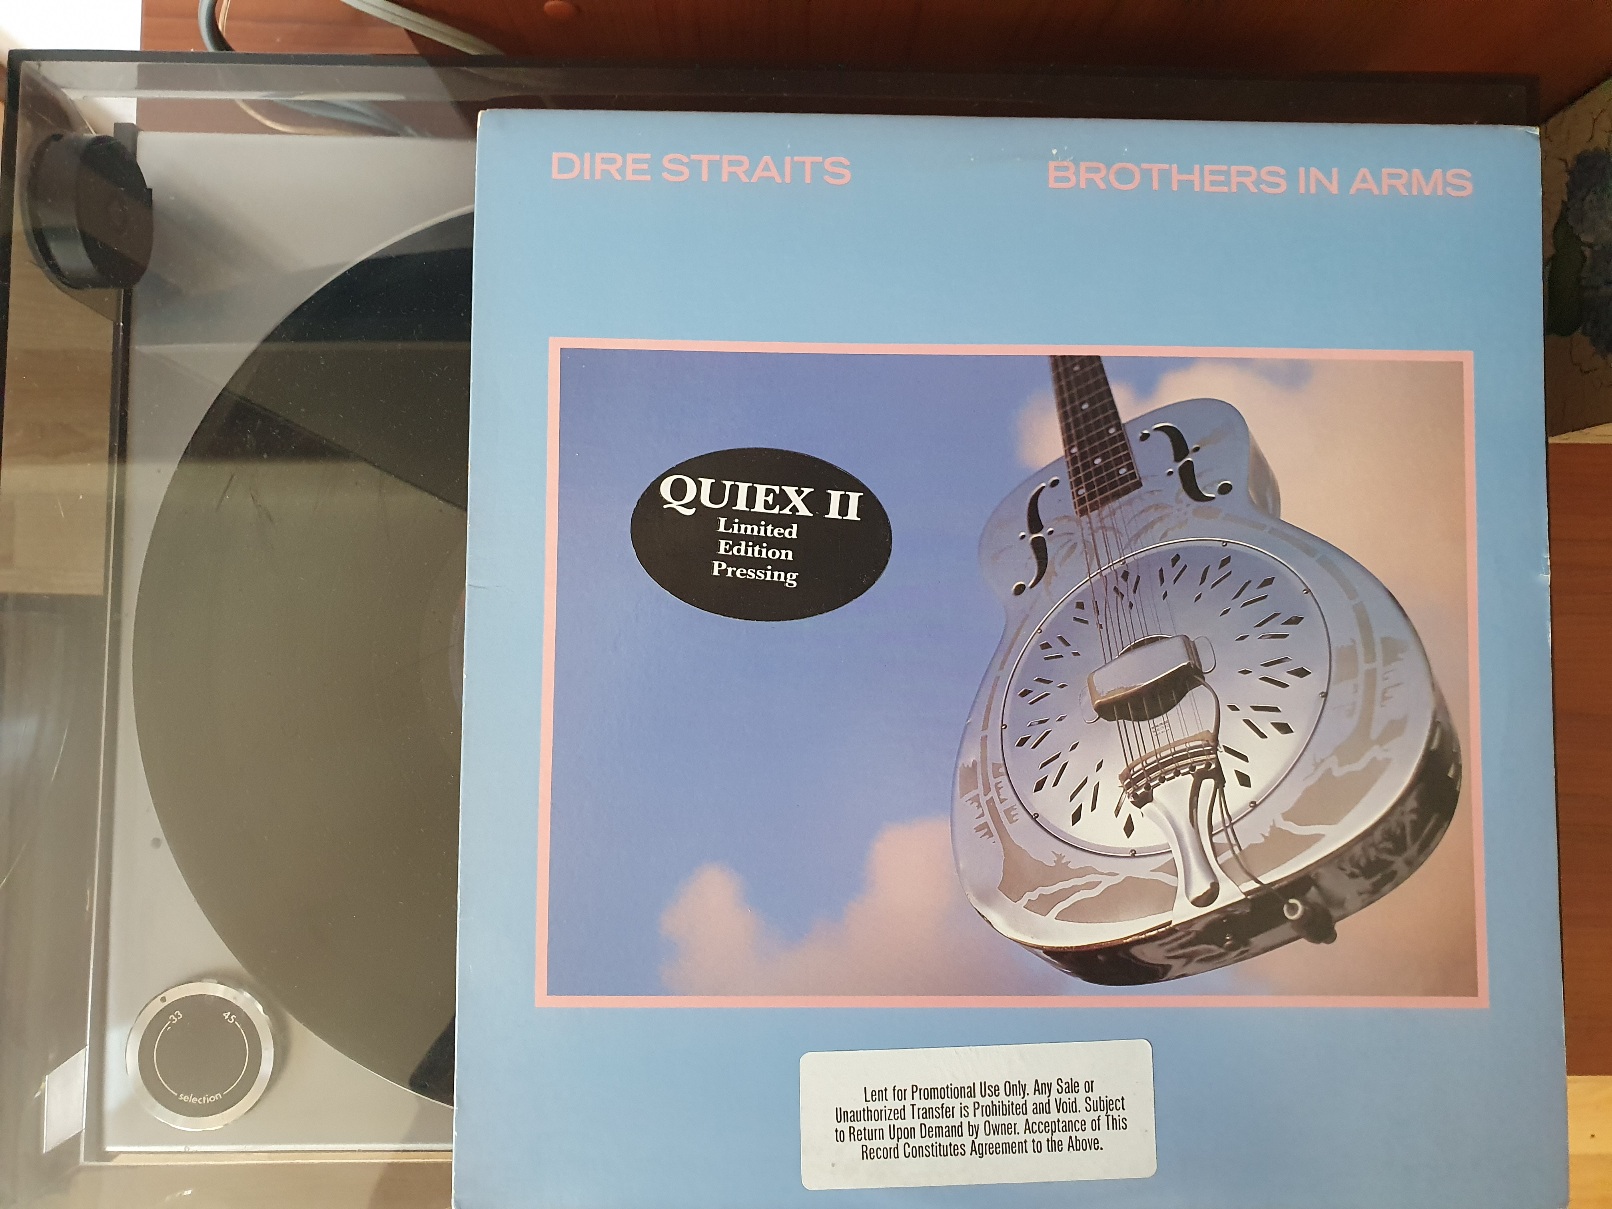 DIRE STRAITS
BROTHERS IN ARMS
QUIEX II
Limited
Edition
Pressing
33 45
selection
Lent for Promotional Use Only. Any Sale or
Unauthorized Transfer is Prohibited and Void. Subject
to Return Upon Demand by Owner. Acceptance of This
Record Constitutes Agreement to the Above.